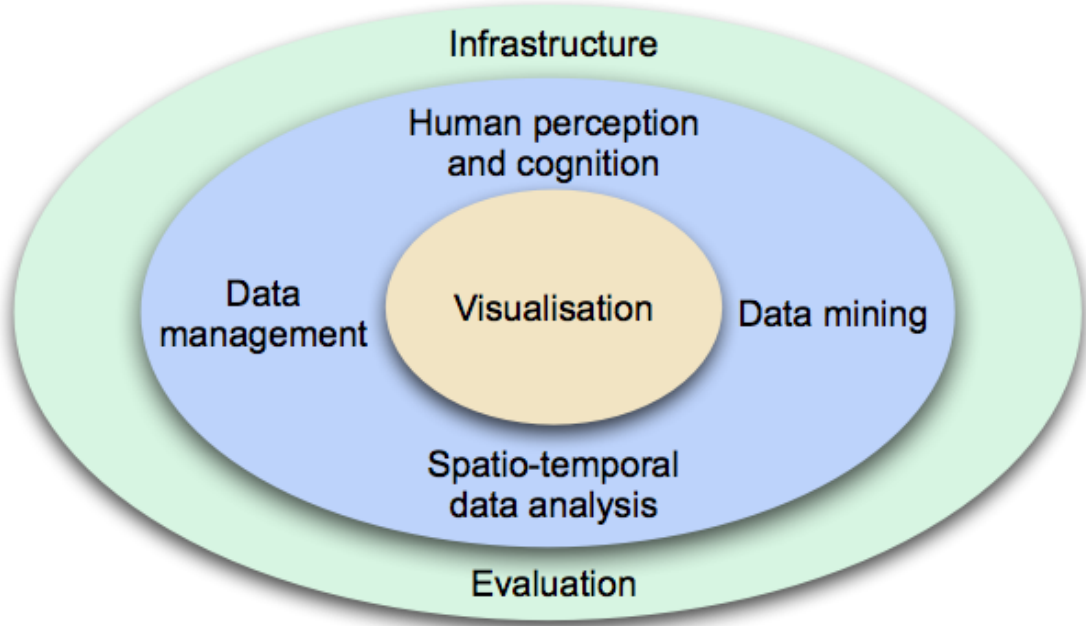 Infrastructure
Human perception
and cognition
Data
management
Visualisation
Data mining
Spatio-temporal
data analysis
Evaluation